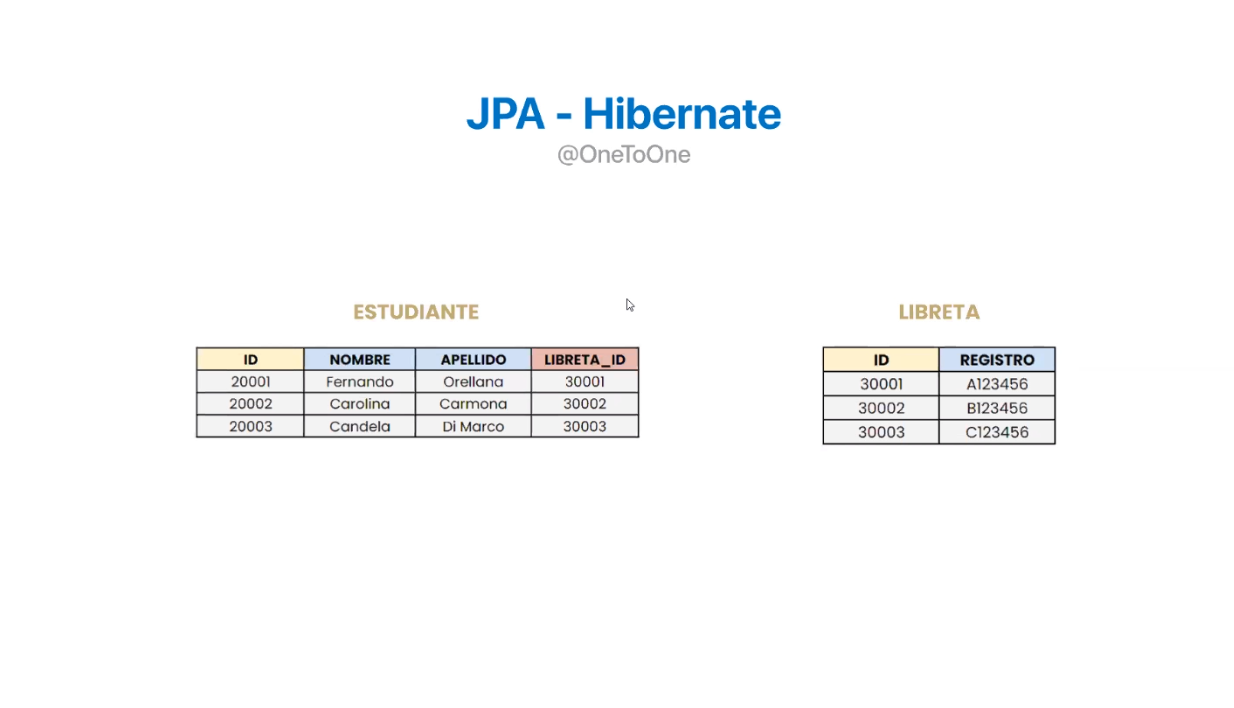 JPA - Hibernate
@OneToOne
ESTUDIANTE
ID NOMBRE APELLIDO LIBRETA_ID
20001 Fernando Orellana 30001
20002 Carolina Carmona 30002
20003 Candela Di Marco 30003
LIBRETA
ID REGISTRO
30001 A123456
30002 B123456
30003 C123456